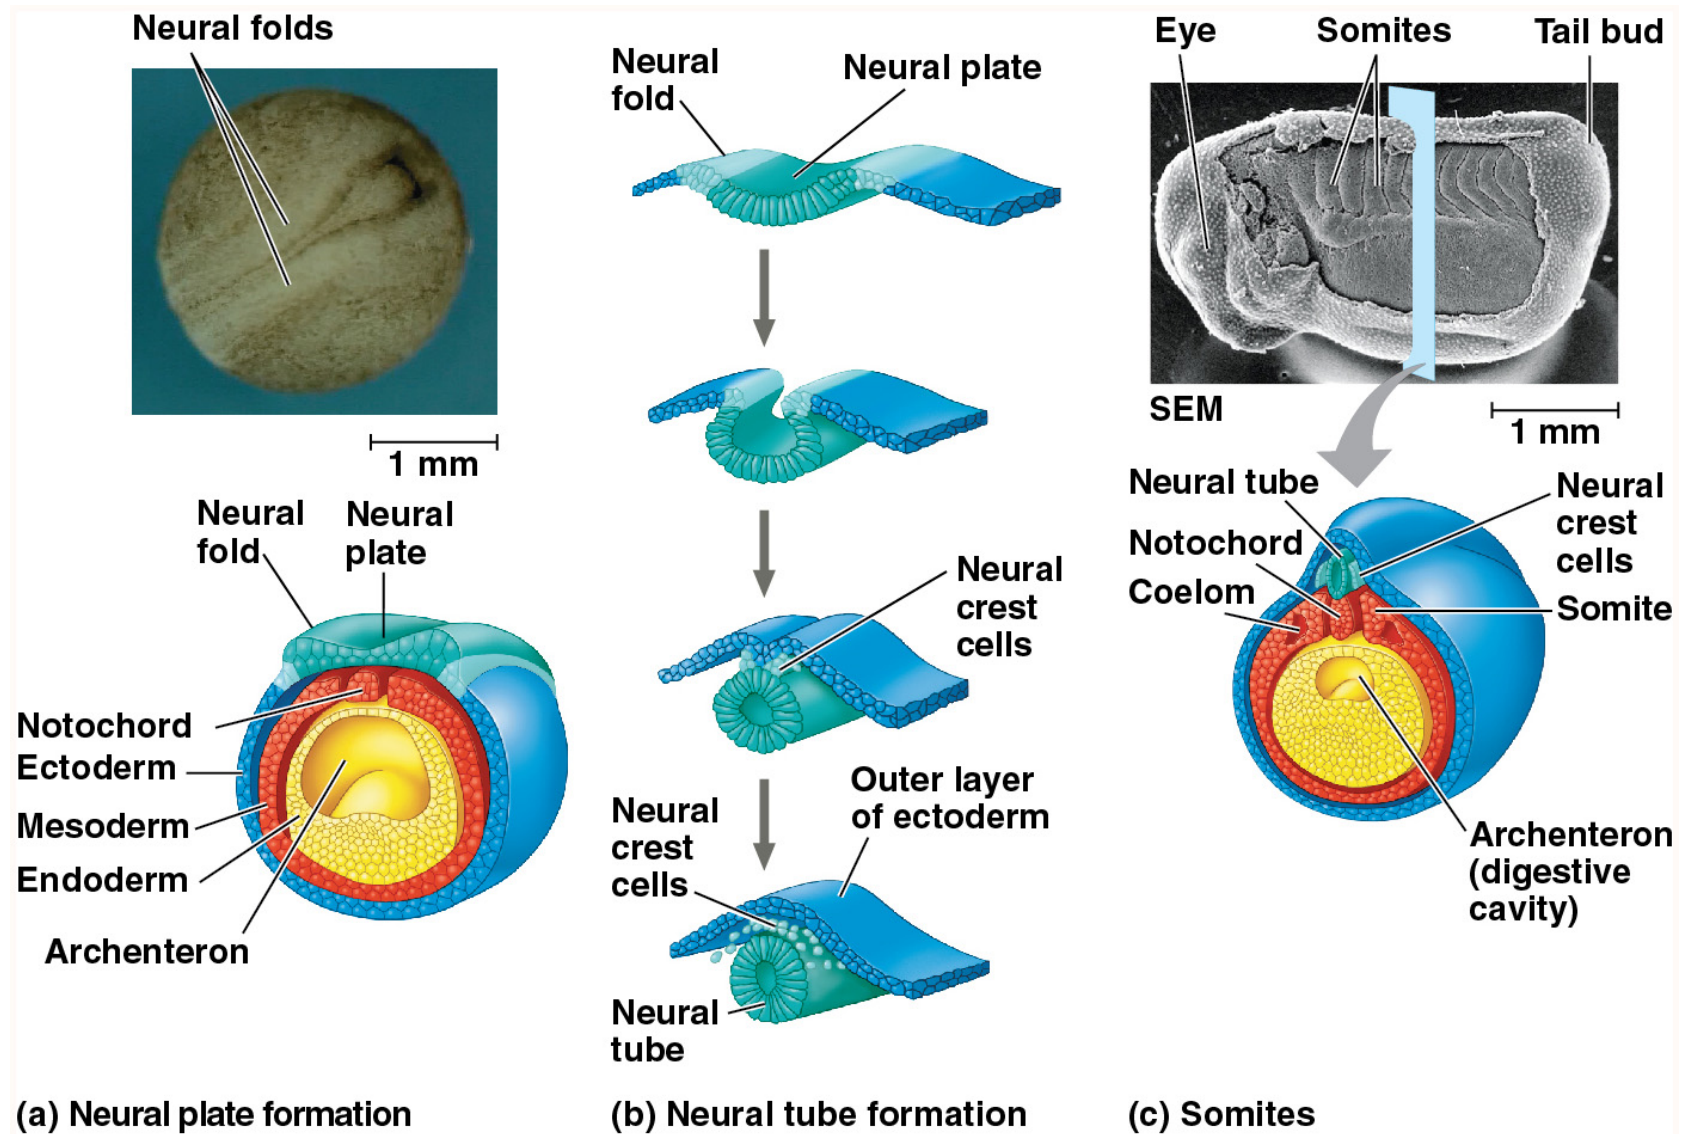 Neural folds
1 mm
Neural
fold
Neural
plate
Notochord
Ectoderm
Mesoderm
Endoderm
Archenteron
(a) Neural plate formation
Neural
fold
Neural plate
Neural
crest
cells
Outer layer
of ectoderm
Neural
crest
cells
Neural
tube
(b) Neural tube formation
Eye
Somites
Tail bud
SEM
1 mm
Neural tube
Notochord
Coelom
Neural
crest
cells
Somite
Archenteron
(digestive
cavity)
(c) Somites